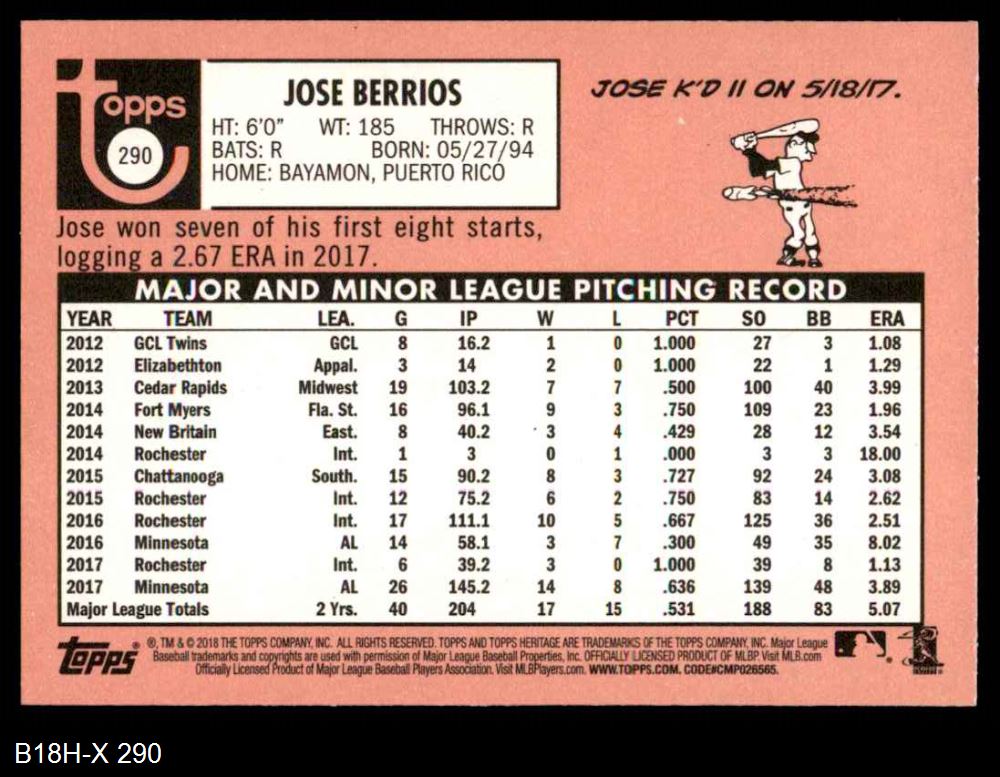 topps
290
JOSE BERRIOS
HT: 6'0" WT: 185 THROWS: R
BATS: R BORN: 05/27/94
HOME: BAYAMON, PUERTO RICO
JOSE K'D 11 ON 5/18/17.
Jose won seven of his first eight starts,
logging a 2.67 ERA in 2017.
MAJOR AND MINOR LEAGUE PITCHING RECORD
YEAR TEAM LEA. G IP W L PCT SO BB ERA
2012 GCL Twins GCL 8 16.2 1 0 1.000 27 3 1.08
2012 Elizabethton Appal. 3 14 2 0 1.000 22 1 1.29
2013 Cedar Rapids Midwest 19 103.2 7 7 .500 100 40 3.99
2014 Fort Myers Fla. St. 16 96.1 9 3 .750 109 23 1.96
2014 New Britain East. 8 40.2 3 4 .429 28 12 3.54
2014 Rochester Int. 1 3 0 1 .000 3 3 18.00
2015 Chattanooga South. 15 90.2 8 3 .727 92 24 3.08
2015 Rochester Int. 12 75.2 6 2 .750 83 14 2.62
2016 Rochester Int. 17 111.1 10 5 .667 125 36 2.51
2016 Minnesota AL 14 58.1 3 7 .300 49 35 8.02
2017 Rochester Int. 6 39.2 3 0 1.000 39 8 1.13
2017 Minnesota AL 26 145.2 14 8 .636 139 48 3.89
Major League Totals 2 Yrs. 40 204 17 15 .531 188 83 5.07
TOPPS ®, TM & © 2018 THE TOPPS COMPANY, INC. ALL RIGHTS RESERVED. TOPPS AND TOPPS HERITAGE ARE TRADEMARKS OF THE TOPPS COMPANY, INC. Major League
Baseball trademarks and copyrights are used with permission of Major League Baseball Properties, Inc. OFFICIALLY LICENSED PRODUCT OF MLBP. Visit MLB.com
Officially Licensed Product of Major League Baseball Players Association. Visit MLBPlayers.com. WWW.TOPPS.COM. CODE#CMP026565.
B18H-X 290